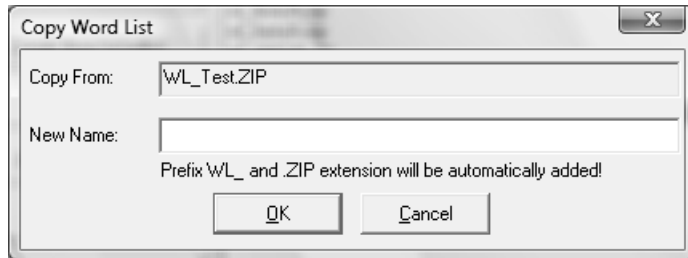 Copy Word List
Copy From: WL_Test.ZIP
New Name:
Prefix WL_ and .ZIP extension will be automatically added!
OK Cancel